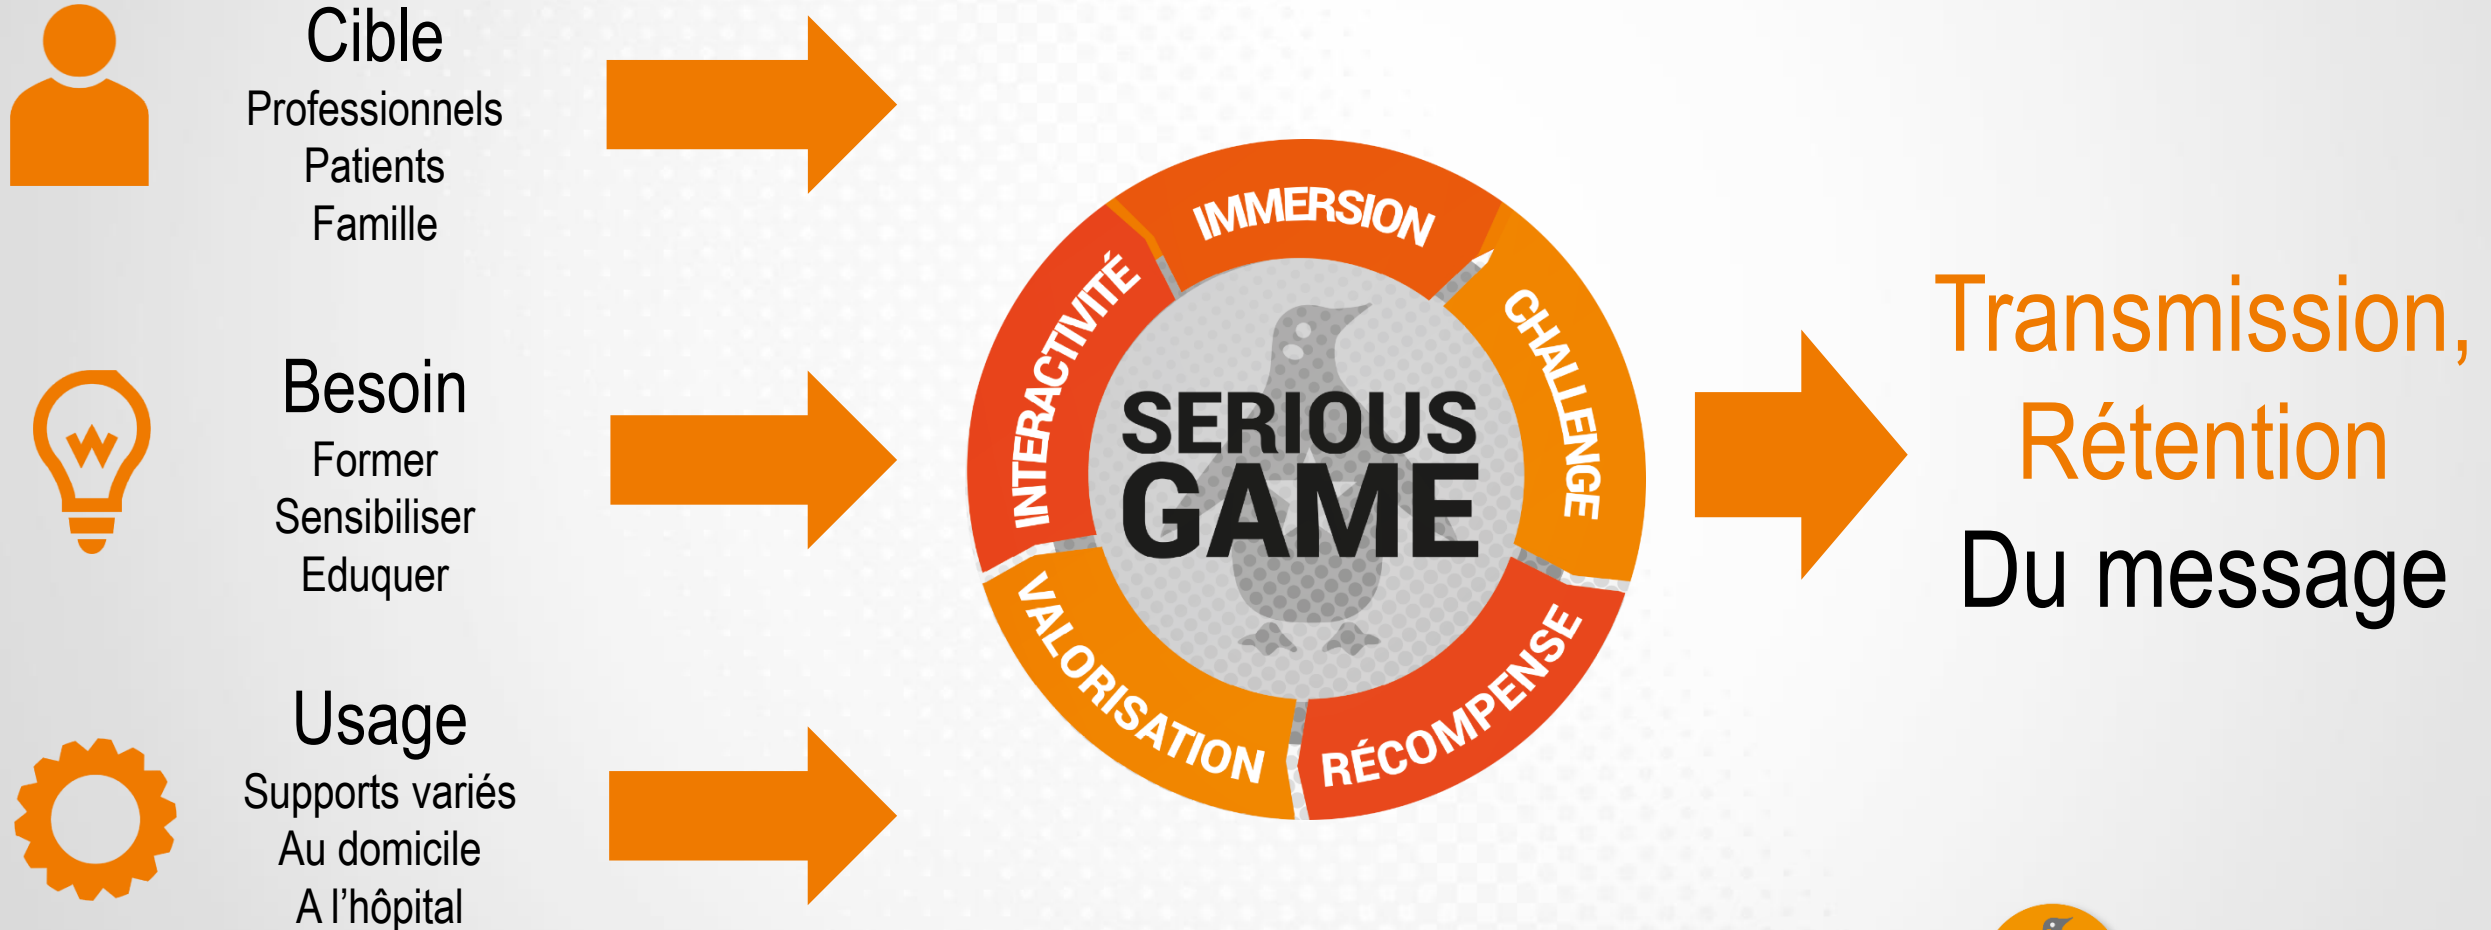 Cible
Professionnels
Patients
Famille
Besoin
Former
Sensibiliser
Eduquer
Usage
Supports variés
Au domicile
A l’hôpital
IMMERSION
CHALLENGE
RÉCOMPENSE
VALORISATION
INTERACTIVITÉ
SERIOUS
GAME
Transmission,
Rétention
Du message